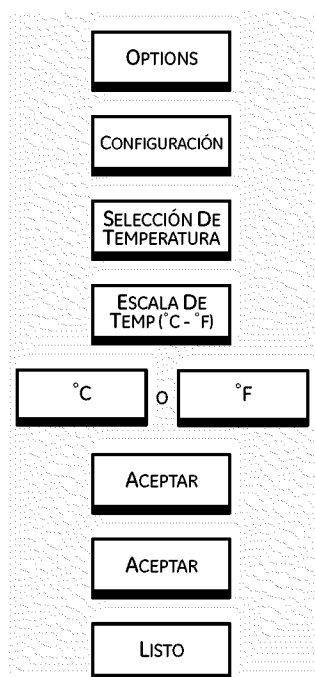 OPTIONS
CONFIGURACIÓN
SELECCIÓN DE
TEMPERATURA
ESCALA DE
TEMP (°C - °F)
°C o °F
ACEPTAR
ACEPTAR
LISTO